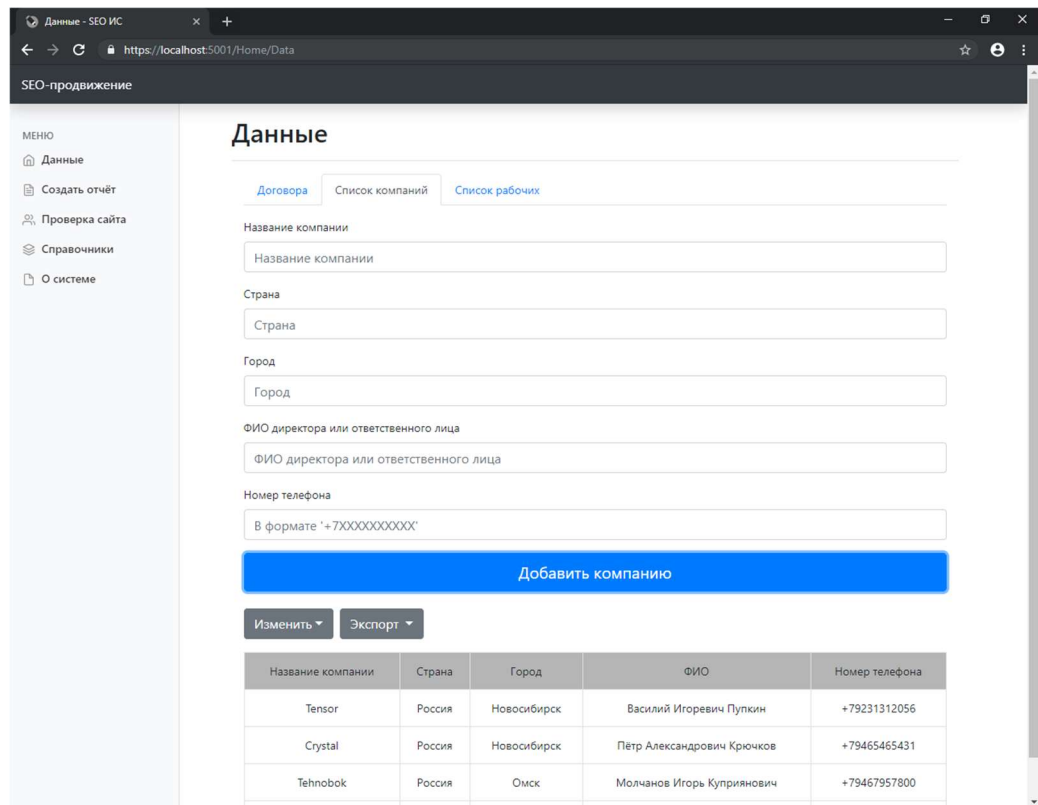 Данные - SEO ИС
https://localhost:5001/Home/Data
SEO-продвижение
МЕНЮ
Данные
Создать отчёт
Проверка сайта
Справочники
О системе
Данные
Договора Список компаний Список рабочих
Название компании
Название компании
Страна
Страна
Город
Город
ФИО директора или ответственного лица
ФИО директора или ответственного лица
Номер телефона
В формате '+7XXXXXXXXXX'
Добавить компанию
Изменить Экспорт
Название компании Страна Город ФИО Номер телефона
Tensor Россия Новосибирск Василий Игоревич Пупкин +79231312056
Crystal Россия Новосибирск Пётр Александрович Крючков +79465465431
Tehnobok Россия Омск Молчанов Игорь Куприянович +79467957800